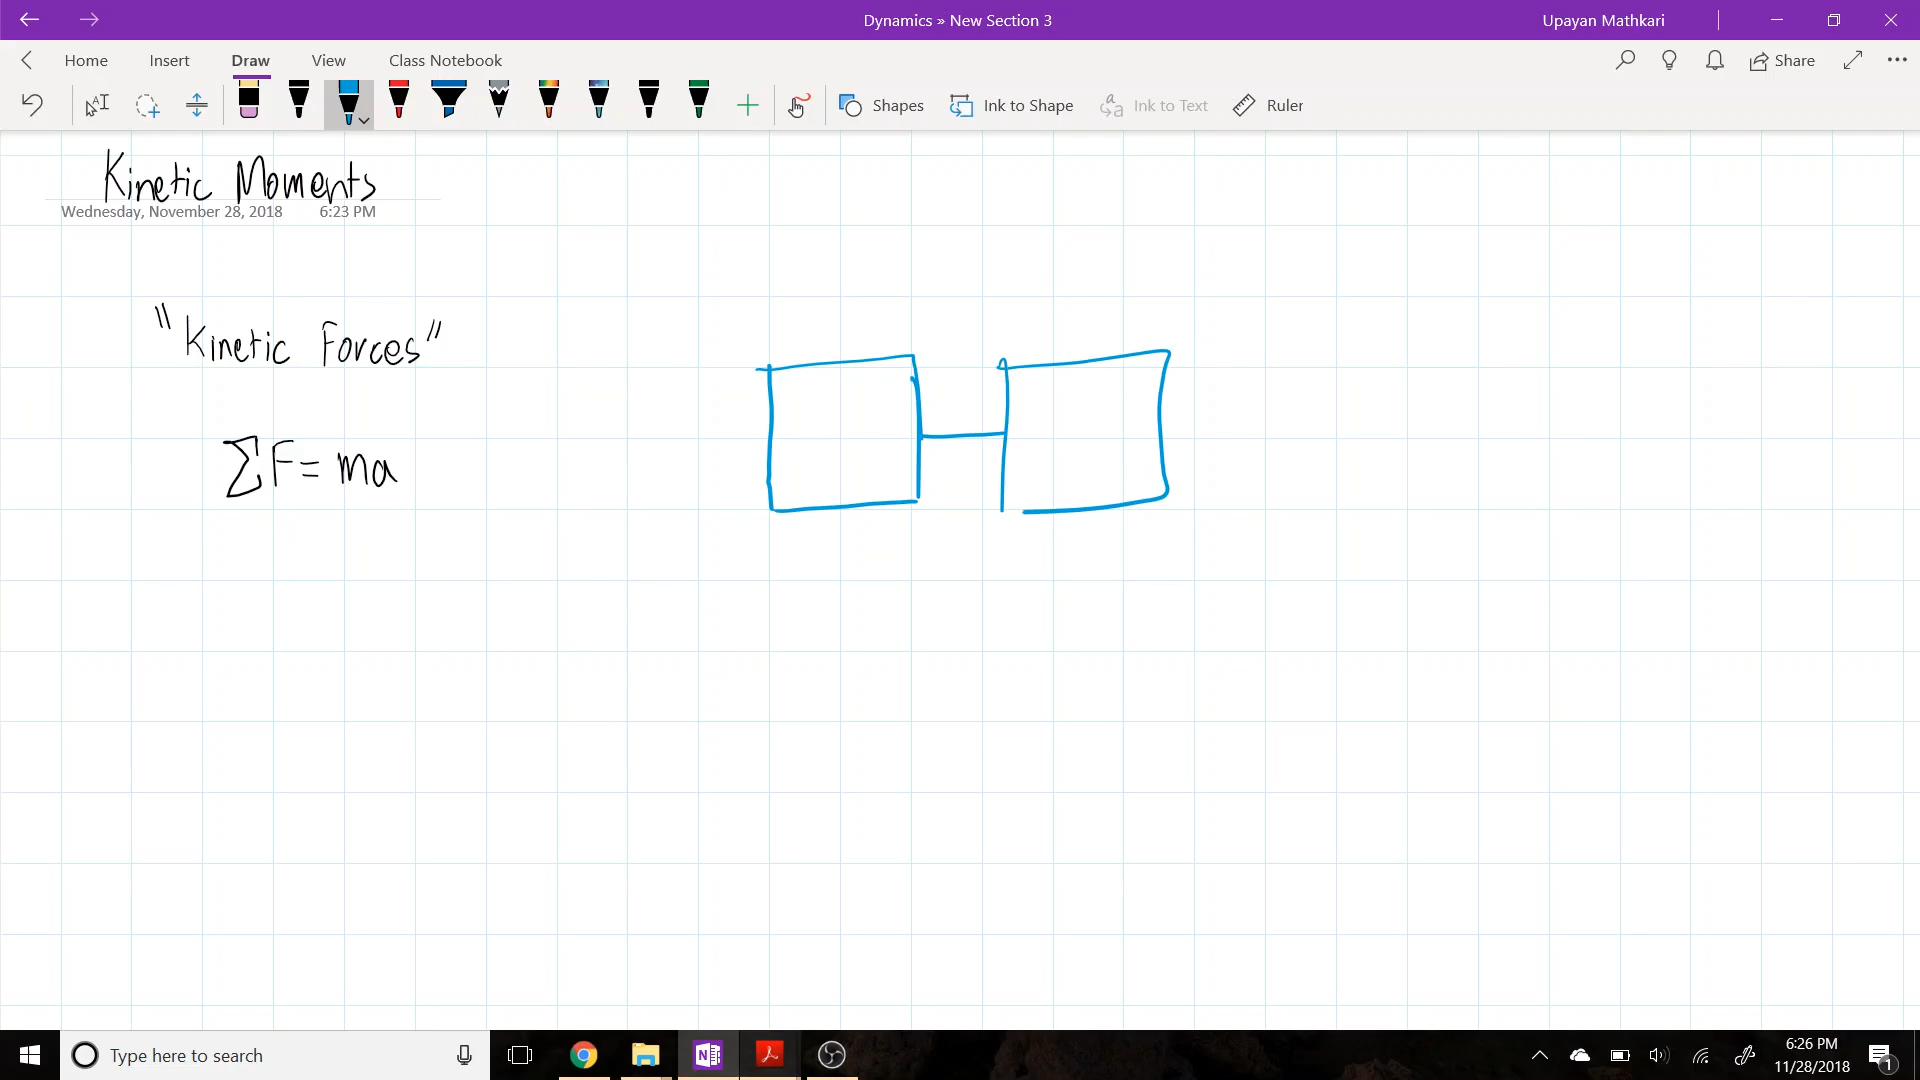 Dynamics » New Section 3
Upayan Mathkari
Home Insert Draw View Class Notebook
Share
Shapes Ink to Shape Ink to Text Ruler
Kinetic Moments
Wednesday, November 28, 2018 6:23 PM
"Kinetic Forces"
∑F = ma
Type here to search
6:26 PM
11/28/2018
1